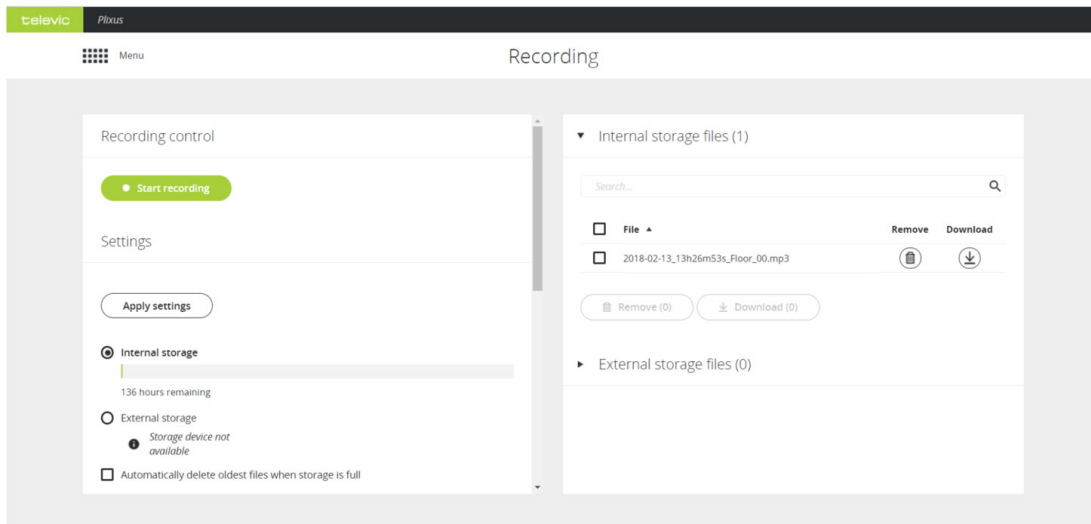 televic Plixus
Menu
Recording
Recording control
Start recording
Settings
Apply settings
Internal storage
136 hours remaining
External storage
Storage device not
available
Automatically delete oldest files when storage is full
Internal storage files (1)
Search...
File Remove Download
2018-02-13_13h26m53s_Floor_00.mp3
Remove (0) Download (0)
External storage files (0)